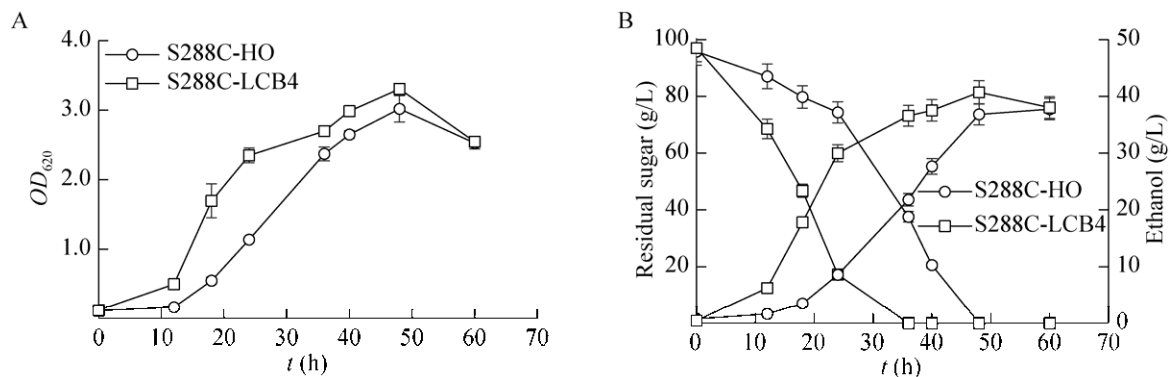 A
4.0
3.0
2.0
1.0
OD620
0 10 20 30 40 50 60 70
t (h)
S288C-HO
S288C-LCB4
B
100
80
60
40
20
Residual sugar (g/L)
50
40
30
20
10
0
Ethanol (g/L)
0 10 20 30 40 50 60 70
t (h)
S288C-HO
S288C-LCB4